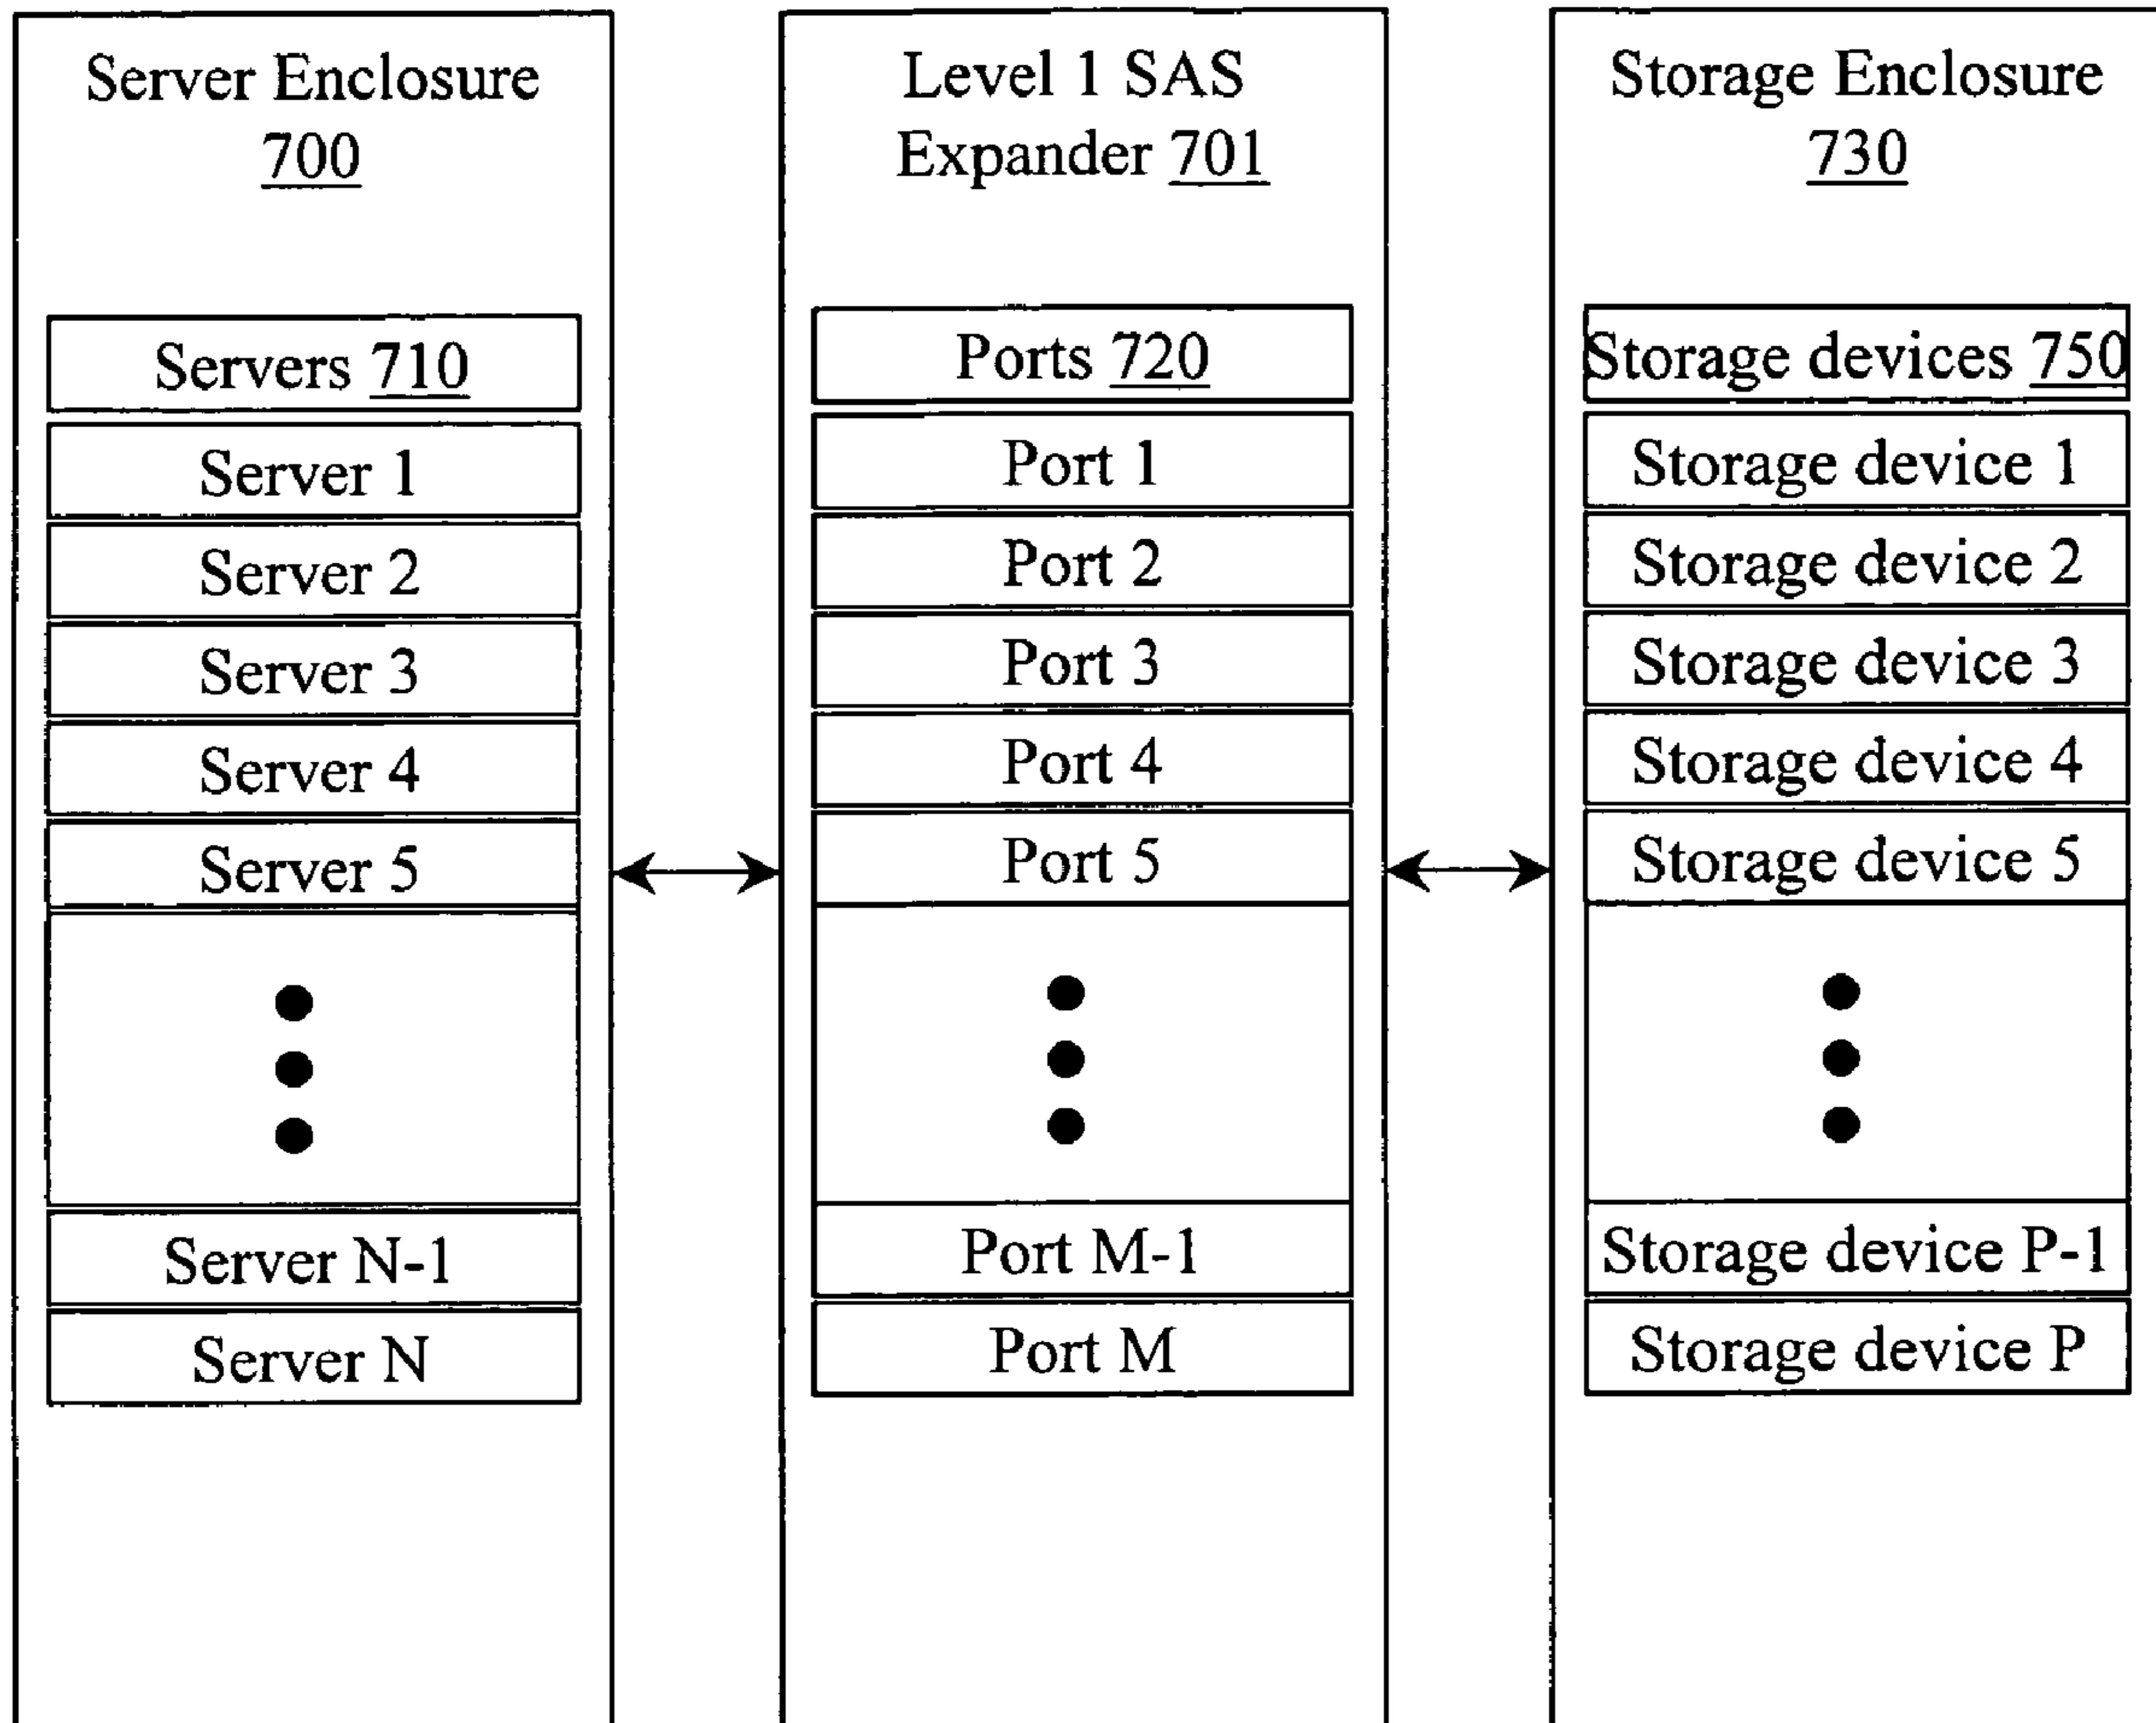 Server Enclosure
700
Servers 710
Server 1
Server 2
Server 3
Server 4
Server 5
Server N-1
Server N
Level 1 SAS
Expander 701
Ports 720
Port 1
Port 2
Port 3
Port 4
Port 5
Port M-1
Port M
Storage Enclosure
730
Storage devices 750
Storage device 1
Storage device 2
Storage device 3
Storage device 4
Storage device 5
Storage device P-1
Storage device P